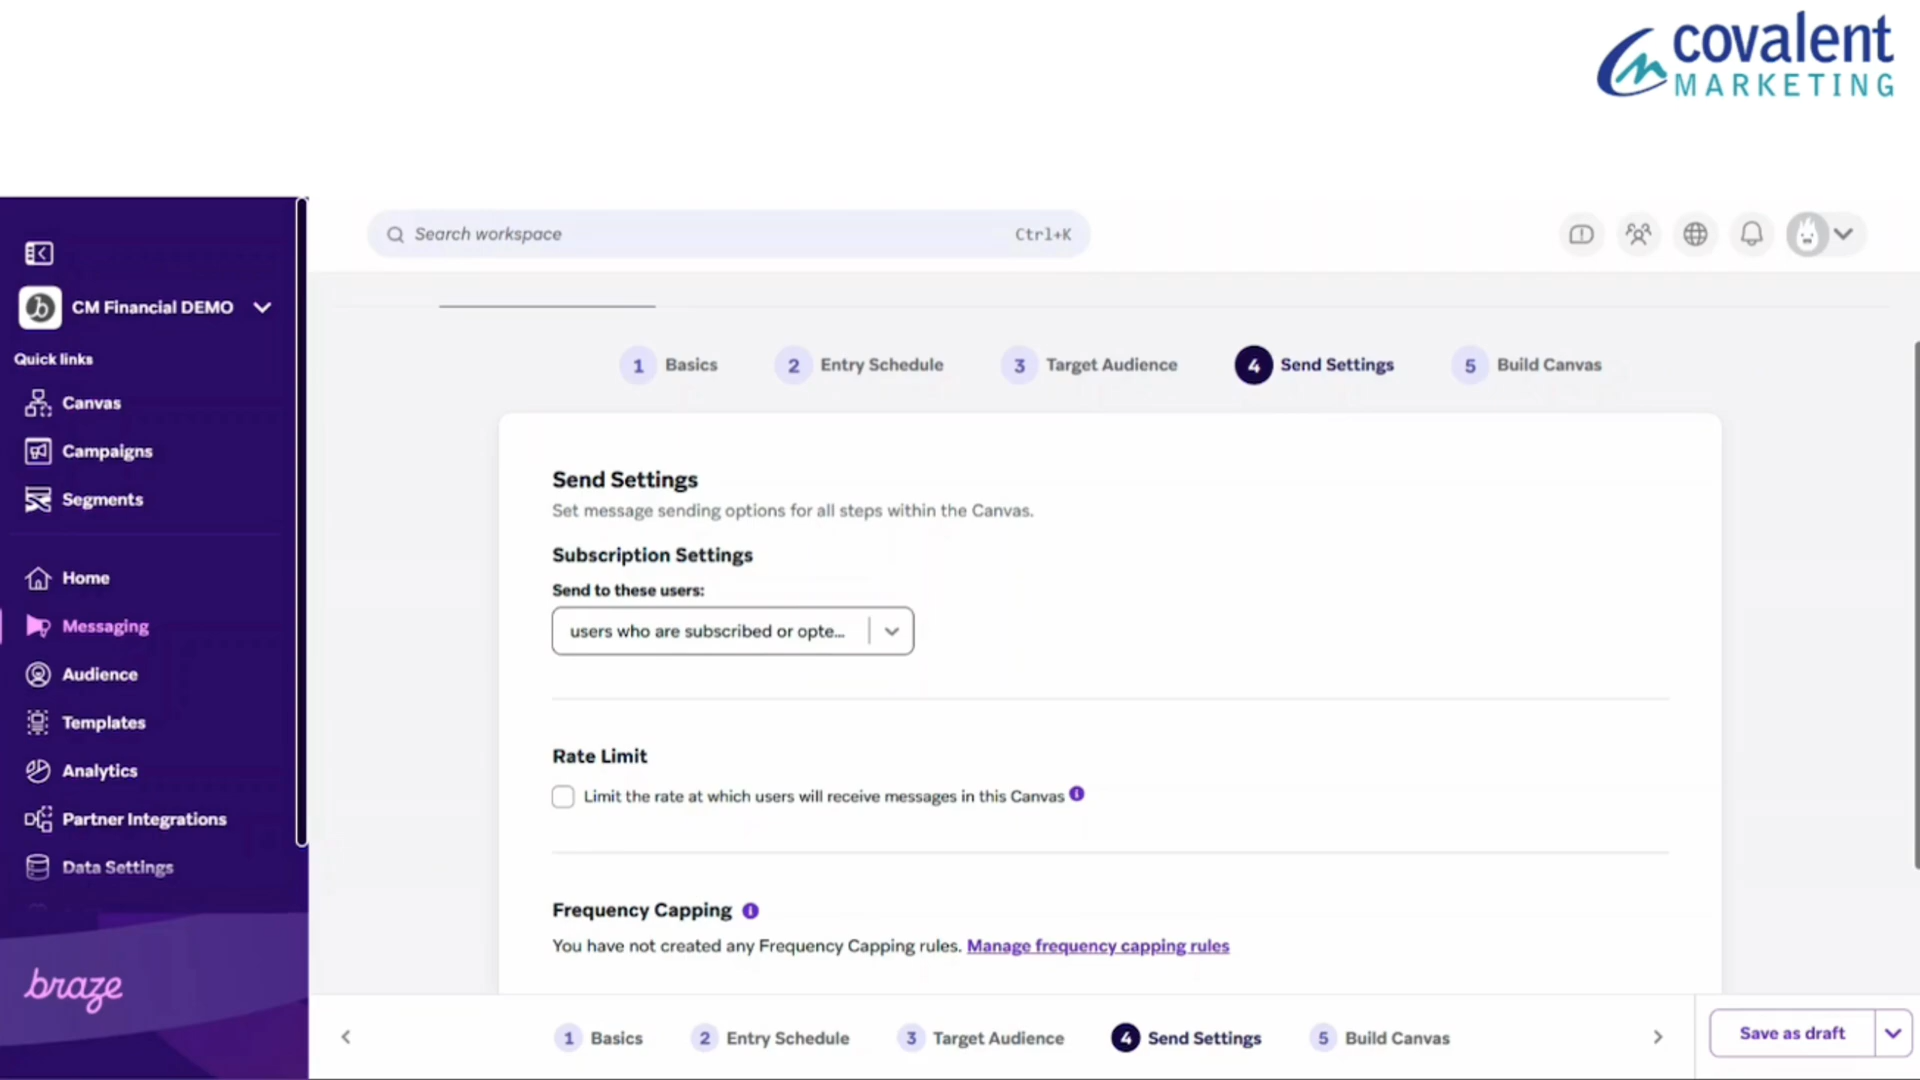 covalent
MARKETING
Search workspace Ctrl+K
CM Financial DEMO
Quick links
Canvas
Campaigns
Segments
Home
Messaging
Audience
Templates
Analytics
Partner Integrations
Data Settings
braze
1 Basics 2 Entry Schedule 3 Target Audience 4 Send Settings 5 Build Canvas
Send Settings
Set message sending options for all steps within the Canvas.
Subscription Settings
Send to these users:
users who are subscribed or opte...
Rate Limit
Limit the rate at which users will receive messages in this Canvas
Frequency Capping
You have not created any Frequency Capping rules. Manage frequency capping rules
1 Basics 2 Entry Schedule 3 Target Audience 4 Send Settings 5 Build Canvas
Save as draft